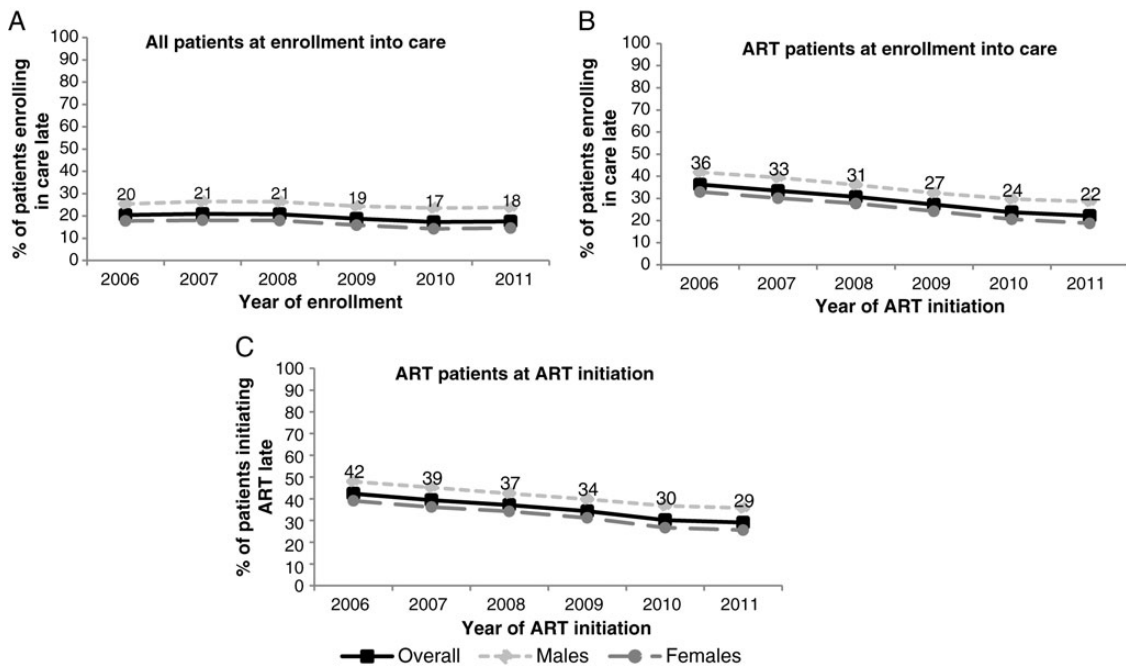 A
All patients at enrollment into care
% of patients enrolling
in care late
100
90
80
70
60
50
40
30
20
10
0
20 21 21 19 17 18
2006 2007 2008 2009 2010 2011
Year of enrollment
B
ART patients at enrollment into care
% of patients enrolling
in care late
100
90
80
70
60
50
40
30
20
10
0
36 33 31 27 24 22
2006 2007 2008 2009 2010 2011
Year of ART initiation
C
ART patients at ART initiation
% of patients initiating
ART late
100
90
80
70
60
50
40
30
20
10
0
42 39 37 34 30 29
2006 2007 2008 2009 2010 2011
Year of ART initiation
Overall Males Females